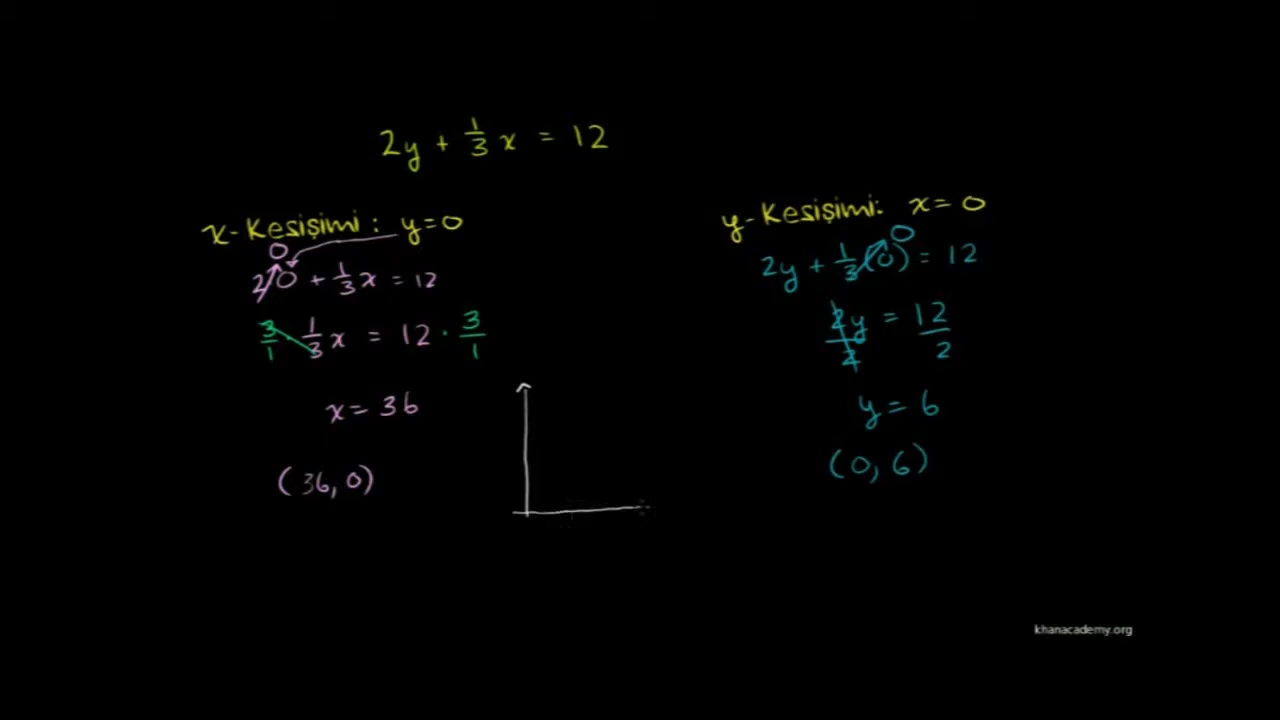 2y + 1/3 x = 12
x-Kesişimi: y=0
0
2·0 + 1/3 x = 12
3/1 · 1/3 x = 12 · 3/1
x = 36
(36, 0)
y-Kesişimi: x=0
0
2y + 1/3 (0) = 12
2y/2 = 12/2
y = 6
(0, 6)
khanacademy.org